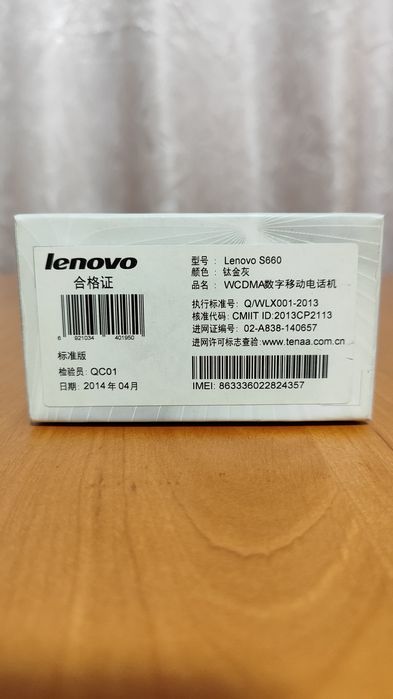 lenovo
合格证
6 921034 401950
标准版
检验员: QC01
日期: 2014 年 04月
型号 : Lenovo S660
颜色 : 钛金灰
品名 : WCDMA数字移动电话机
执行标准号: Q/WLX001-2013
核准代码: CMIIT ID:2013CP2113
进网证编号: 02-A838-140657
进网许可标志查验:www.tenaa.com.cn
IMEI: 863336022824357